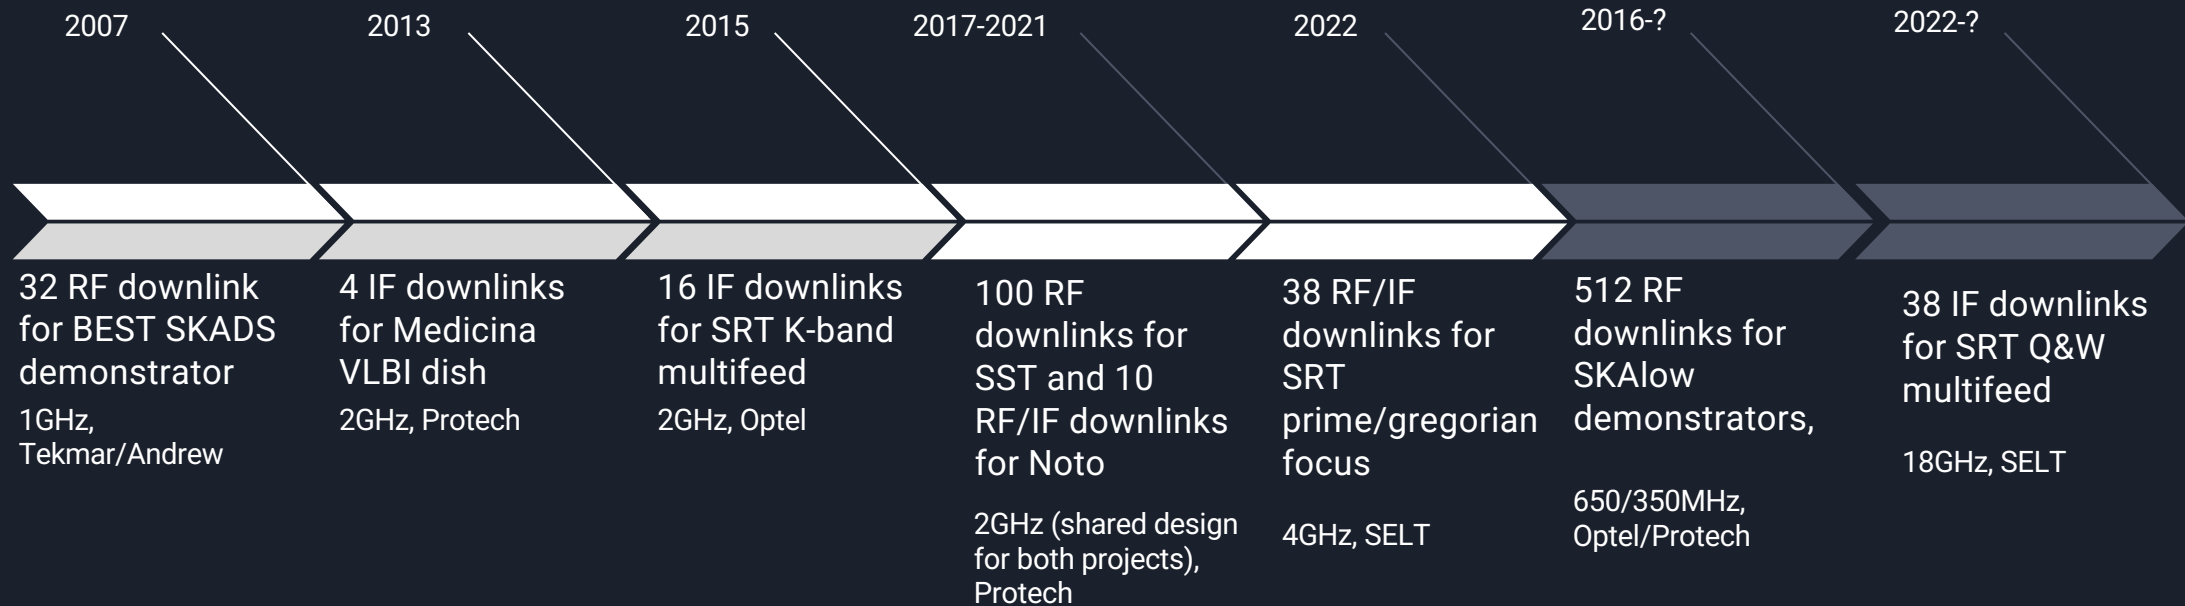 2007
2013
2015
2017-2021
2022
2016-?
2022-?
32 RF downlink
for BEST SKADS
demonstrator
1GHz,
Tekmar/Andrew
4 IF downlinks
for Medicina
VLBI dish
2GHz, Protech
16 IF downlinks
for SRT K-band
multifeed
2GHz, Optel
100 RF
downlinks for
SST and 10
RF/IF downlinks
for Noto
2GHz (shared design
for both projects),
Protech
38 RF/IF
downlinks for
SRT
prime/gregorian
focus
4GHz, SELT
512 RF
downlinks for
SKAlow
demonstrators,
650/350MHz,
Optel/Protech
38 IF downlinks
for SRT Q&W
multifeed
18GHz, SELT